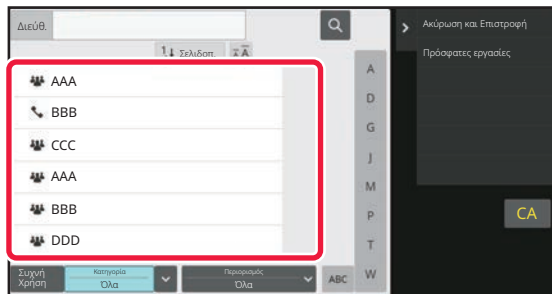 Διεύθ.
Ακύρωση και Επιστροφή
1 Σελιδοπ. A A
Πρόσφατες εργασίες
AAA
BBB
CCC
AAA
BBB
DDD
A
D
G
J
M
P
T
W
CA
Συχνή Χρήση
Κατηγορία
Όλα
Περιορισμός
Όλα
ABC